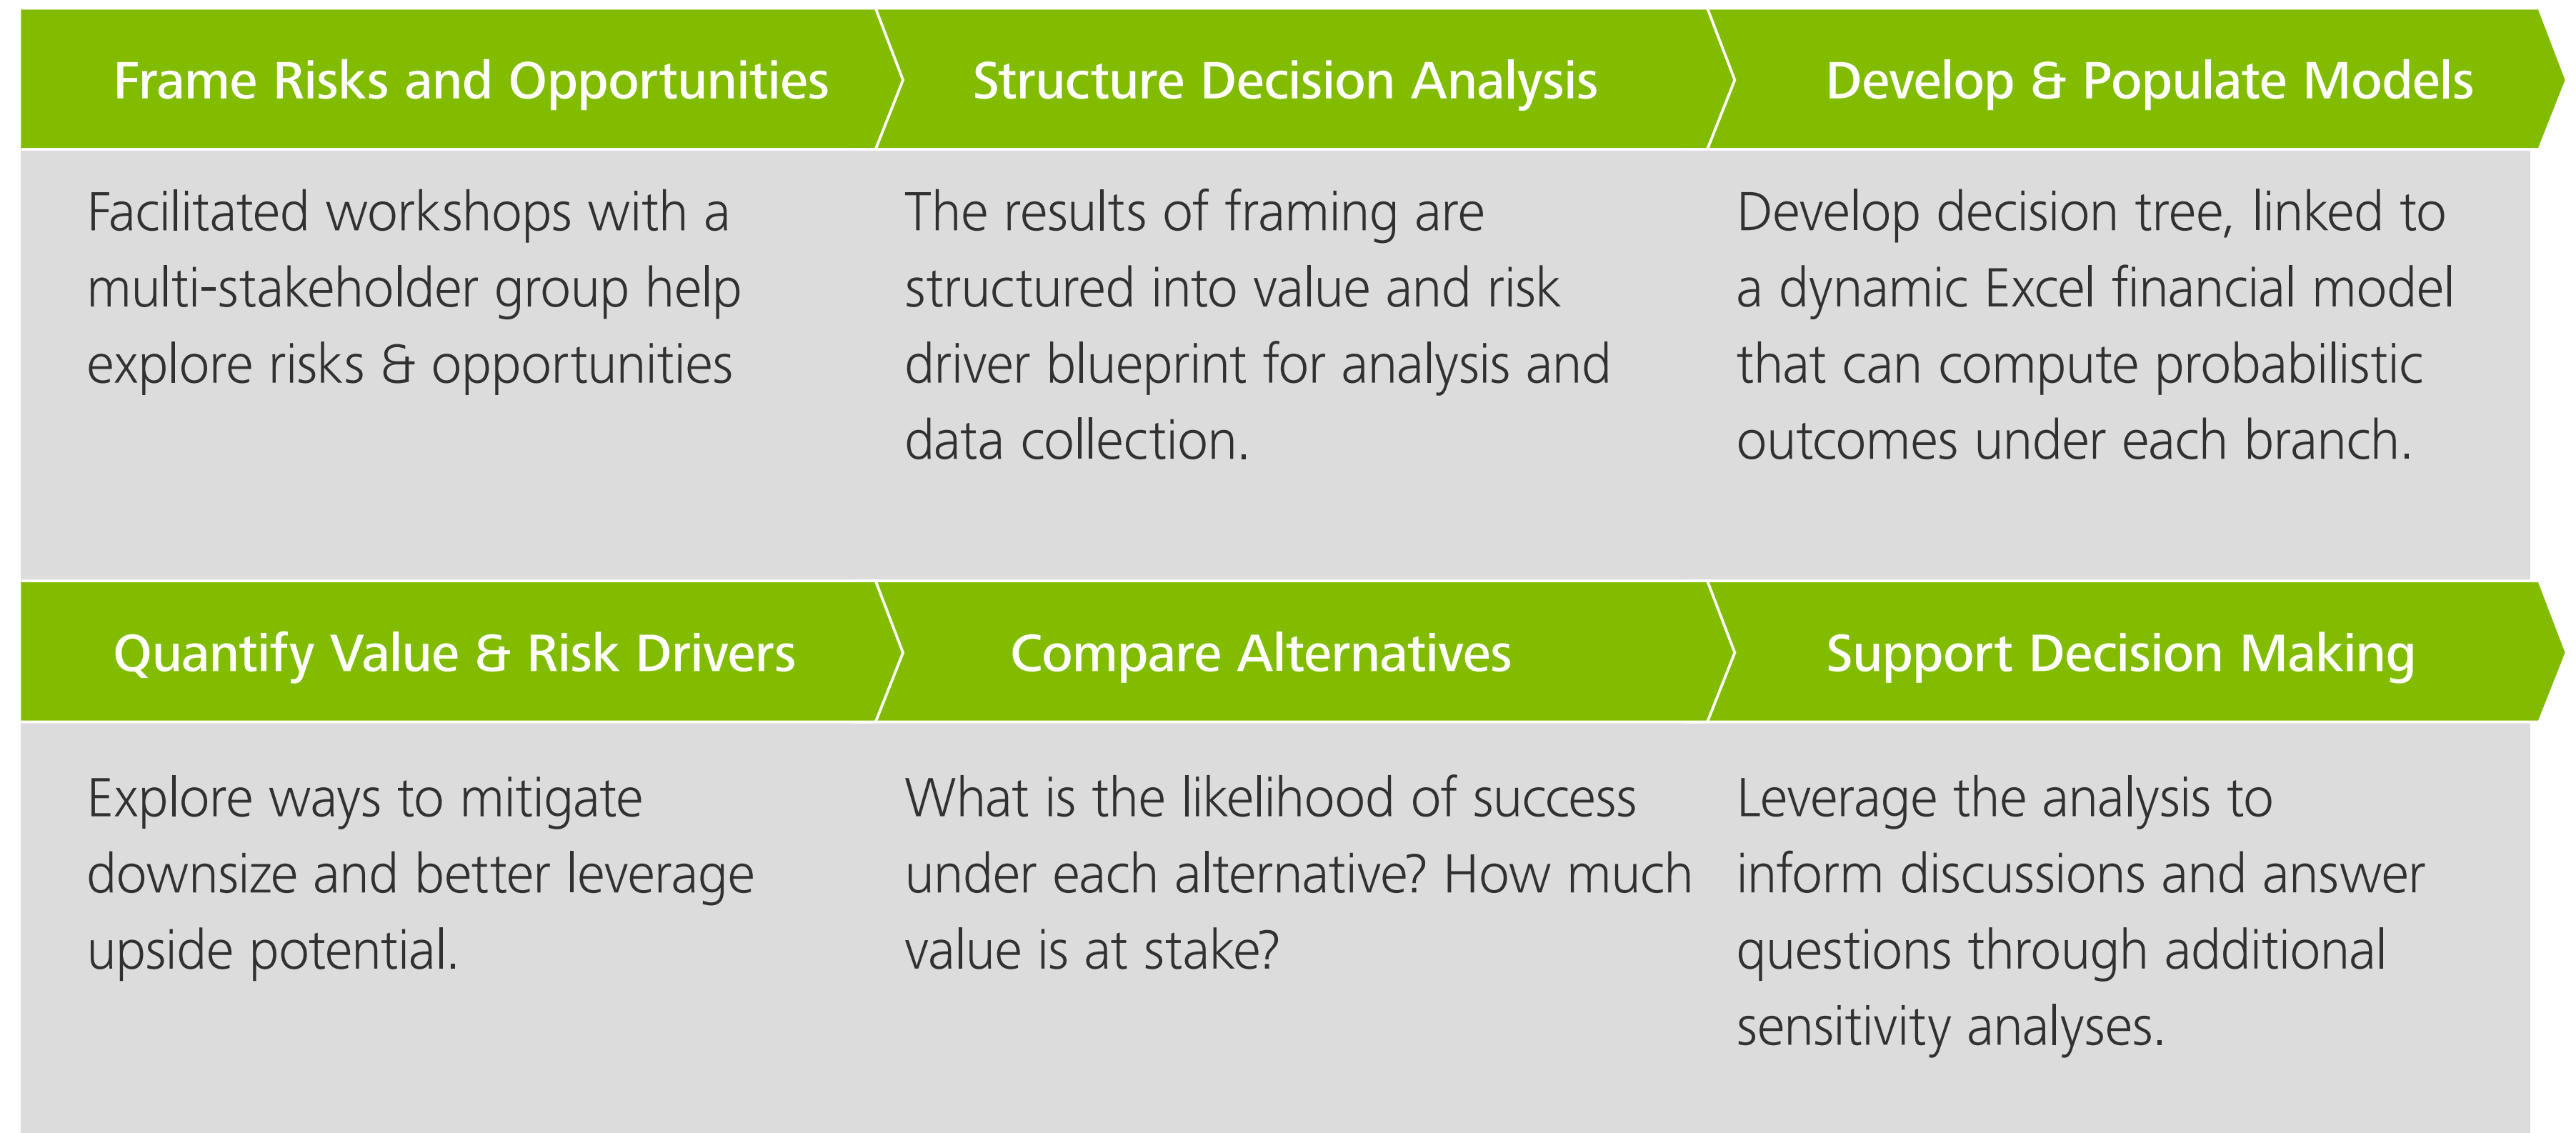 Frame Risks and Opportunities
Structure Decision Analysis
Develop & Populate Models
Facilitated workshops with a
multi-stakeholder group help
explore risks & opportunities
The results of framing are
structured into value and risk
driver blueprint for analysis and
data collection.
Develop decision tree, linked to
a dynamic Excel financial model
that can compute probabilistic
outcomes under each branch.
Quantify Value & Risk Drivers
Compare Alternatives
Support Decision Making
Explore ways to mitigate
downsize and better leverage
upside potential.
What is the likelihood of success
under each alternative? How much
value is at stake?
Leverage the analysis to
inform discussions and answer
questions through additional
sensitivity analyses.